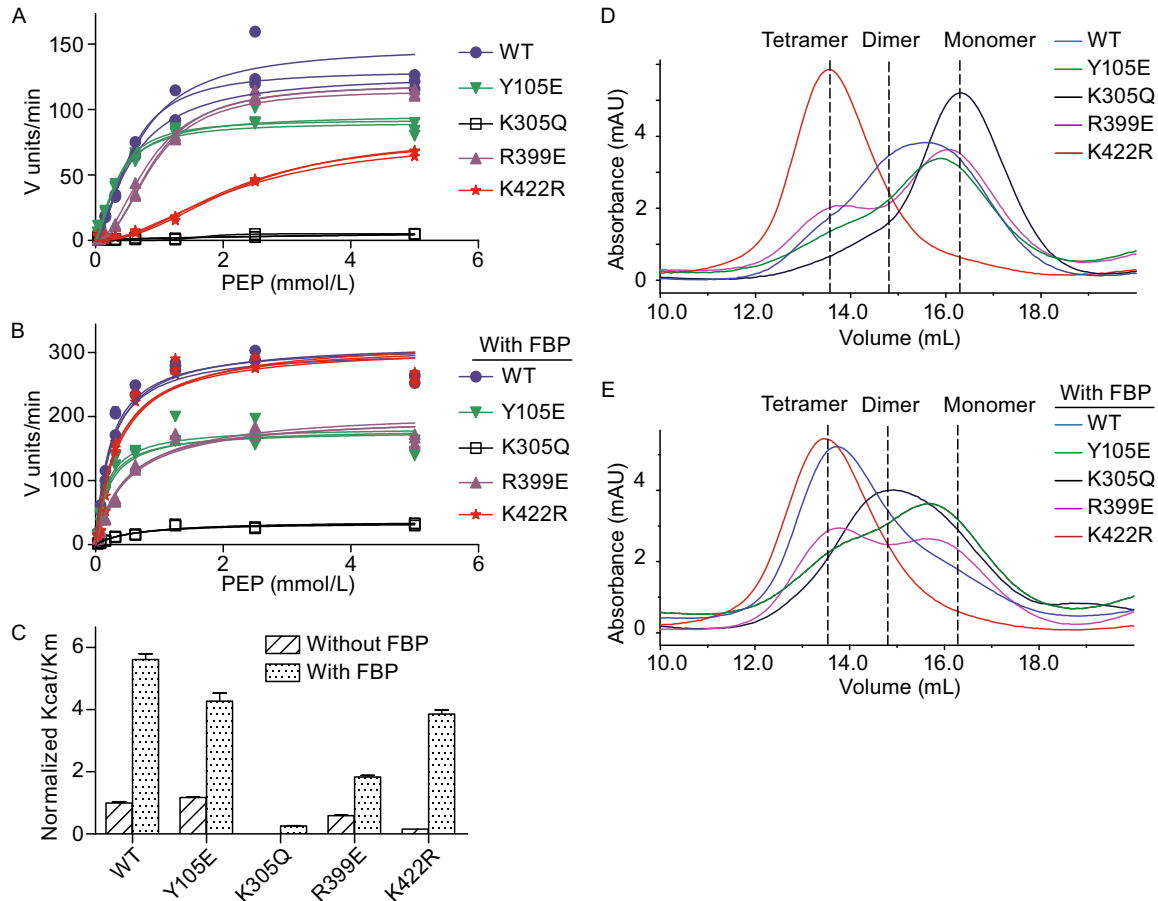 A
V units/min
150
100
50
0
0
2
4
6
PEP (mmol/L)
WT
Y105E
K305Q
R399E
K422R
B
V units/min
300
200
100
0
0
2
4
6
PEP (mmol/L)
With FBP
WT
Y105E
K305Q
R399E
K422R
C
Normalized Kcat/Km
6
4
2
0
Without FBP
With FBP
WT
Y105E
K305Q
R399E
K422R
D
Tetramer Dimer Monomer
Absorbance (mAU)
6
4
2
0
10.0 12.0 14.0 16.0 18.0
Volume (mL)
WT
Y105E
K305Q
R399E
K422R
E
Tetramer Dimer Monomer
Absorbance (mAU)
4
2
0
10.0 12.0 14.0 16.0 18.0
Volume (mL)
With FBP
WT
Y105E
K305Q
R399E
K422R